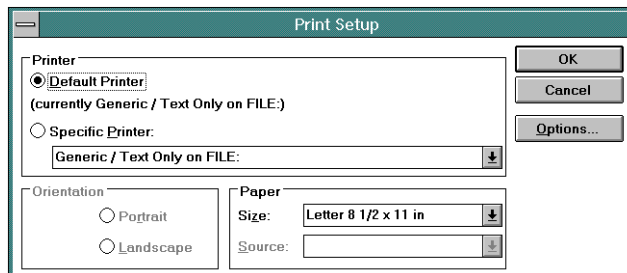 Print Setup
Printer
Default Printer
(currently Generic / Text Only on FILE:)
Specific Printer:
Generic / Text Only on FILE:
OK
Cancel
Options...
Orientation
Portrait
Landscape
Paper
Size: Letter 8 1/2 x 11 in
Source: